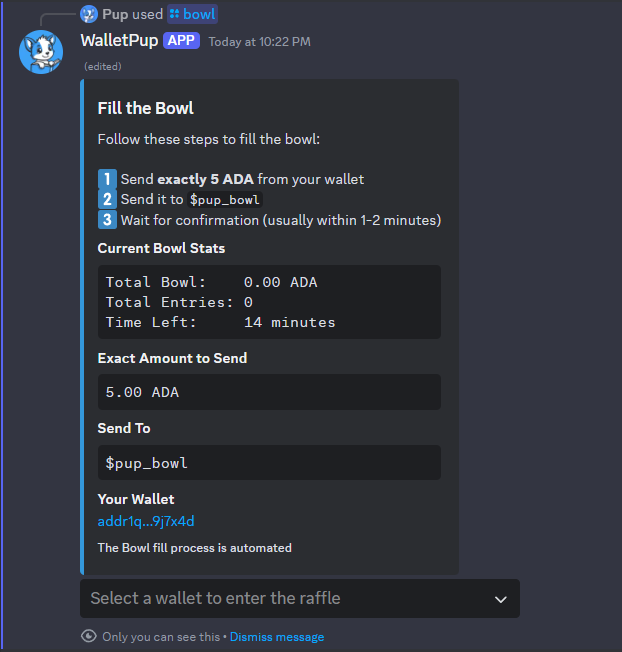 Pup used bowl
WalletPup APP Today at 10:22 PM
(edited)
Fill the Bowl
Follow these steps to fill the bowl:
1 Send exactly 5 ADA from your wallet
2 Send it to $pup_bowl
3 Wait for confirmation (usually within 1-2 minutes)
Current Bowl Stats
Total Bowl: 0.00 ADA
Total Entries: 0
Time Left: 14 minutes
Exact Amount to Send
5.00 ADA
Send To
$pup_bowl
Your Wallet
addr1q...9j7x4d
The Bowl fill process is automated
Select a wallet to enter the raffle
Only you can see this • Dismiss message